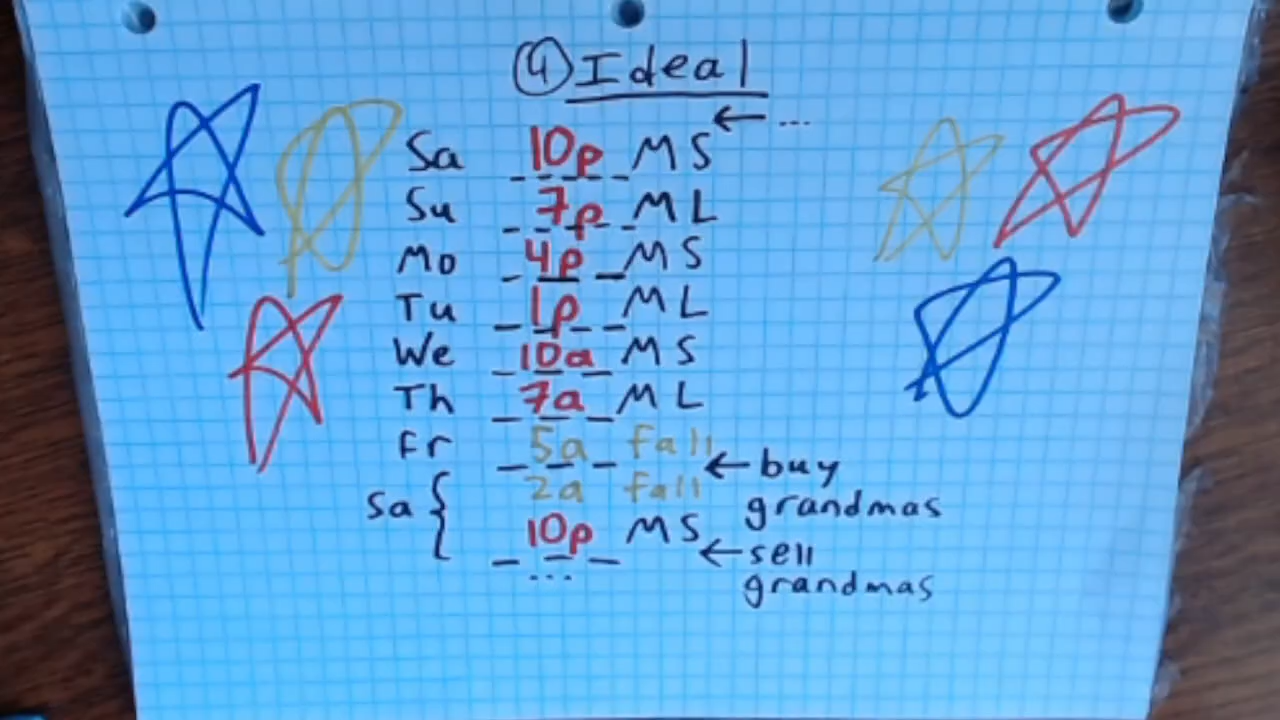 ④ Ideal
← ...
Sa 10p MS
Su 7p ML
Mo 4p MS
Tu 1p ML
We 10a MS
Th 7a ML
Fr 5a fall
← buy grandmas
Sa { 2a fall
10p MS
← sell grandmas
...